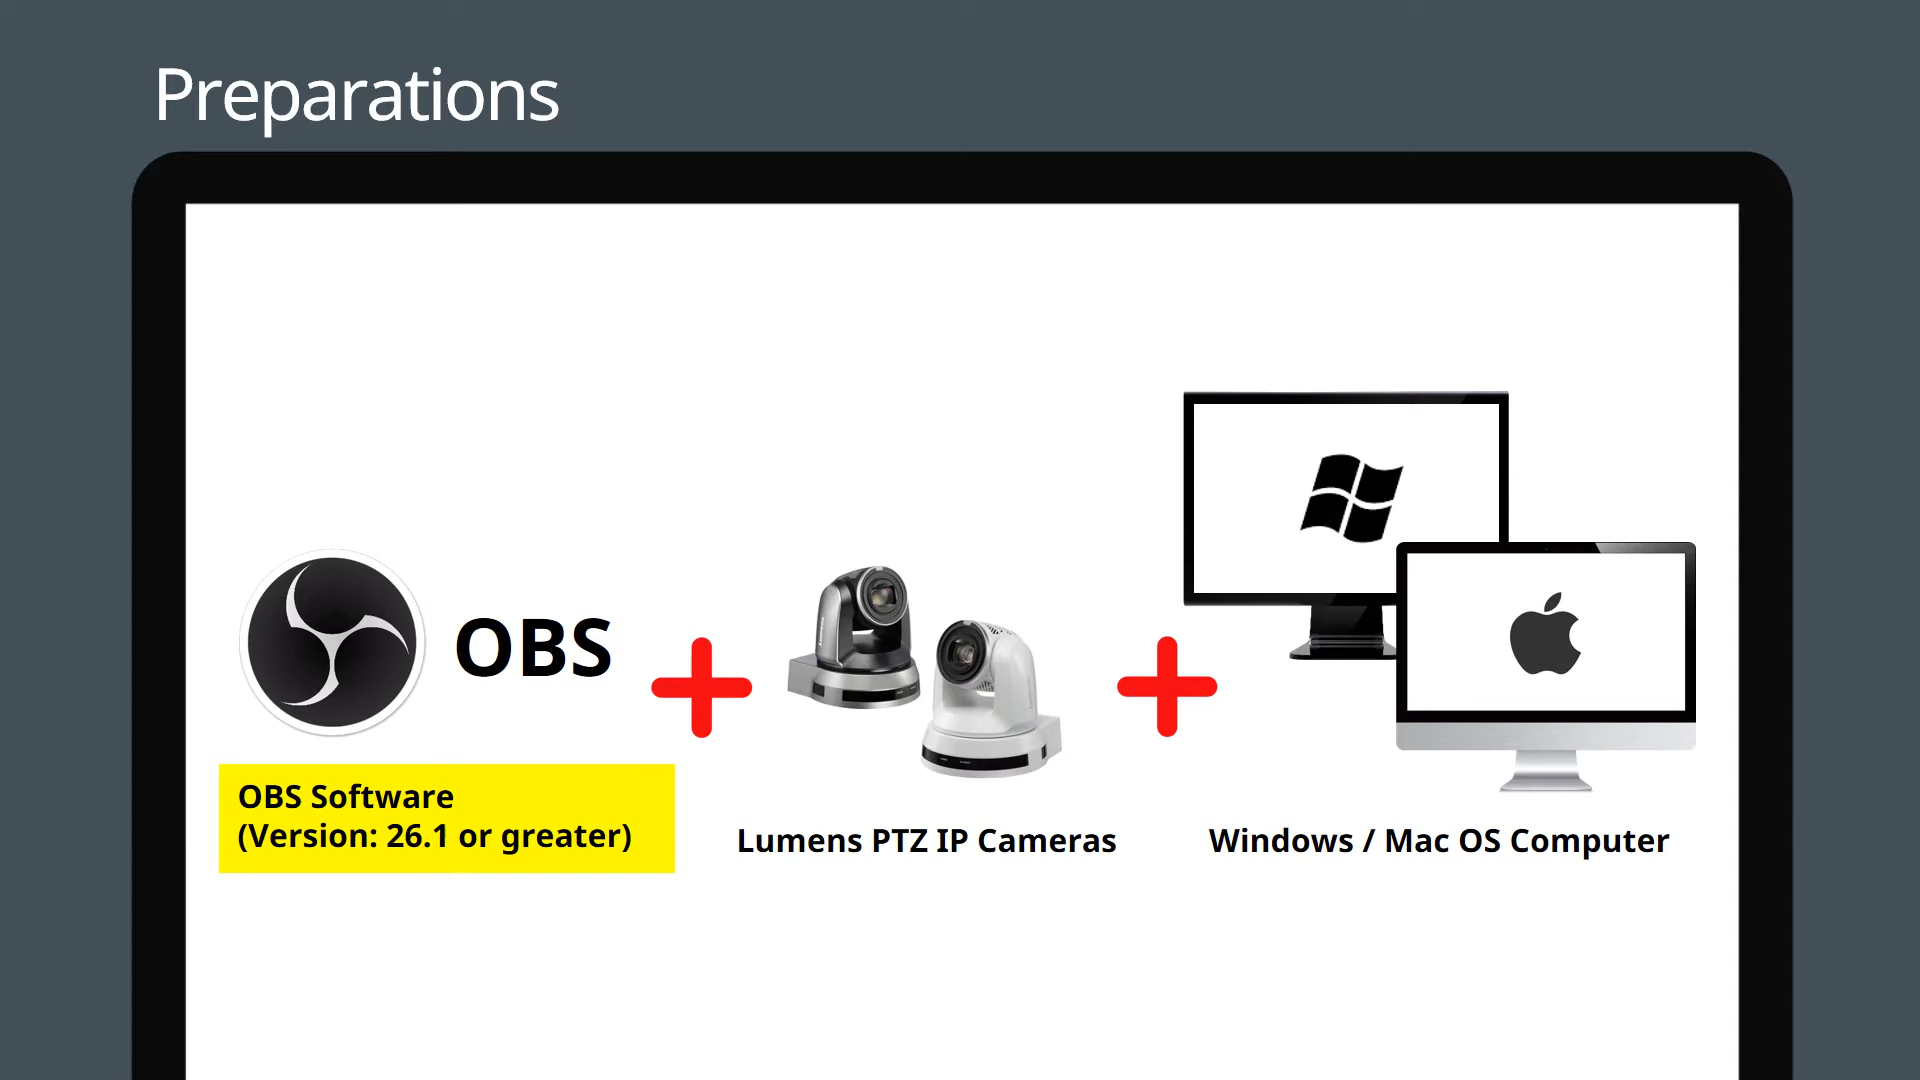 Preparations
OBS
OBS Software
(Version: 26.1 or greater)
Lumens PTZ IP Cameras
Windows / Mac OS Computer